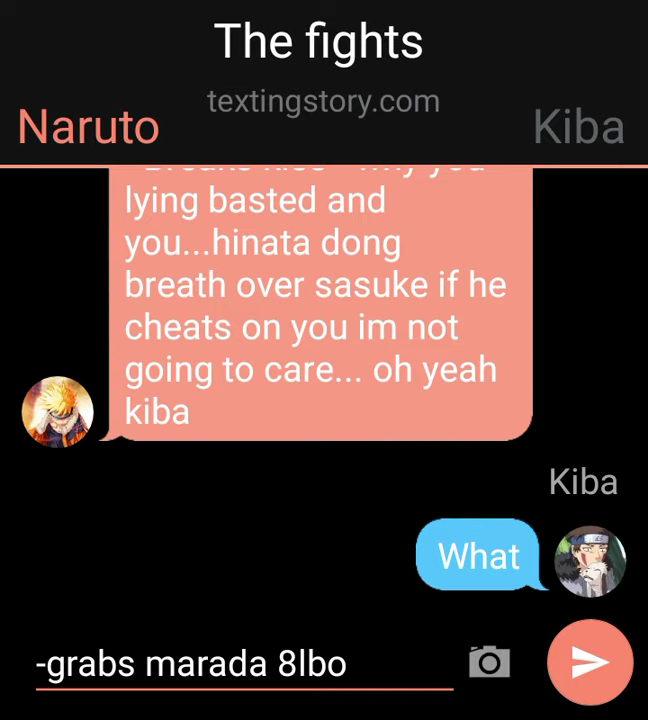 The fights
textingstory.com
Naruto
Kiba
lying basted and
you...hinata dong
breath over sasuke if he
cheats on you im not
going to care... oh yeah
kiba
Kiba
What
-grabs marada 8lbo